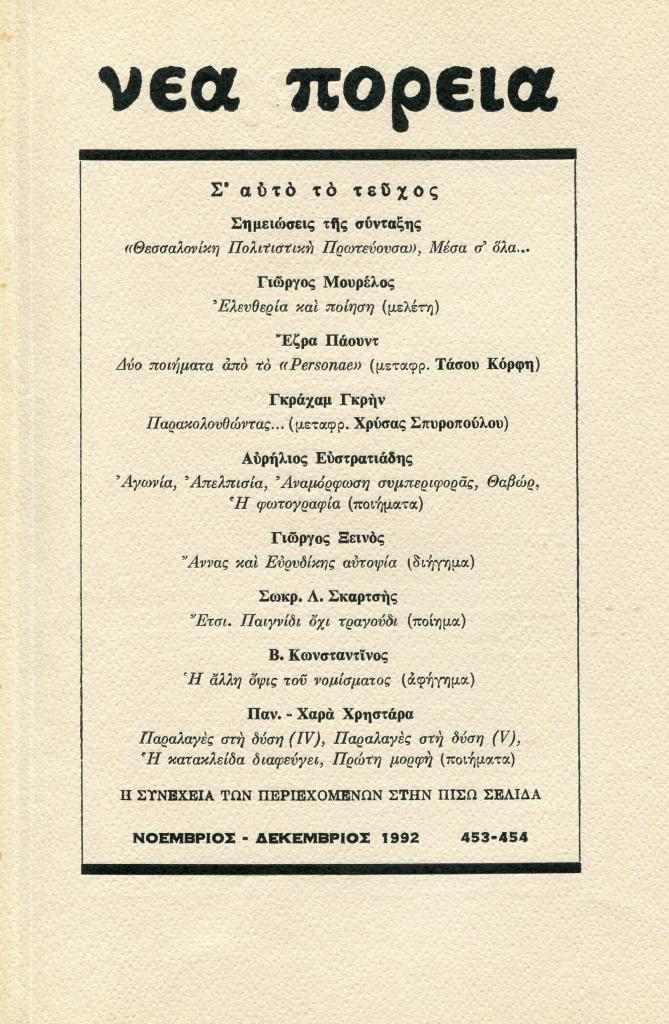 νεα πορεια
Σ' αὐτὸ τὸ τεῦχος
Σημειώσεις τῆς σύνταξης
«Θεσσαλονίκη Πολιτιστικὴ Πρωτεύουσα», Μέσα σ' ὅλα...
Γιῶργος Μουρέλος
Ἐλευθερία καὶ ποίηση (μελέτη)
Ἔζρα Πάουντ
Δύο ποιήματα ἀπὸ τὸ «Personae» (μεταφρ. Τάσου Κόρφη)
Γκράχαμ Γκρὴν
Παρακολουθώντας... (μεταφρ. Χρύσας Σπυροπούλου)
Αὐρήλιος Εὐστρατιάδης
Ἀγωνία, Ἀπελπισία, Ἀναμόρφωση συμπεριφορᾶς, Θαβώρ,
Ἡ φωτογραφία (ποιήματα)
Γιῶργος Ξεινὸς
Ἄννας καὶ Εὐρυδίκης αὐτοψία (διήγημα)
Σωκρ. Λ. Σκαρτσῆς
Ἔτσι. Παιγνίδι ὄχι τραγούδι (ποίημα)
Β. Κωνσταντῖνος
Ἡ ἄλλη ὄψις τοῦ νομίσματος (ἀφήγημα)
Παν. - Χαρὰ Χρηστάρα
Παραλαγὲς στὴ δύση (IV), Παραλαγὲς στὴ δύση (V),
Ἡ κατακλείδα διαφεύγει, Πρώτη μορφὴ (ποιήματα)
Η ΣΥΝΕΧΕΙΑ ΤΩΝ ΠΕΡΙΕΧΟΜΕΝΩΝ ΣΤΗΝ ΠΙΣΩ ΣΕΛΙΔΑ
ΝΟΕΜΒΡΙΟΣ - ΔΕΚΕΜΒΡΙΟΣ 1992 453-454